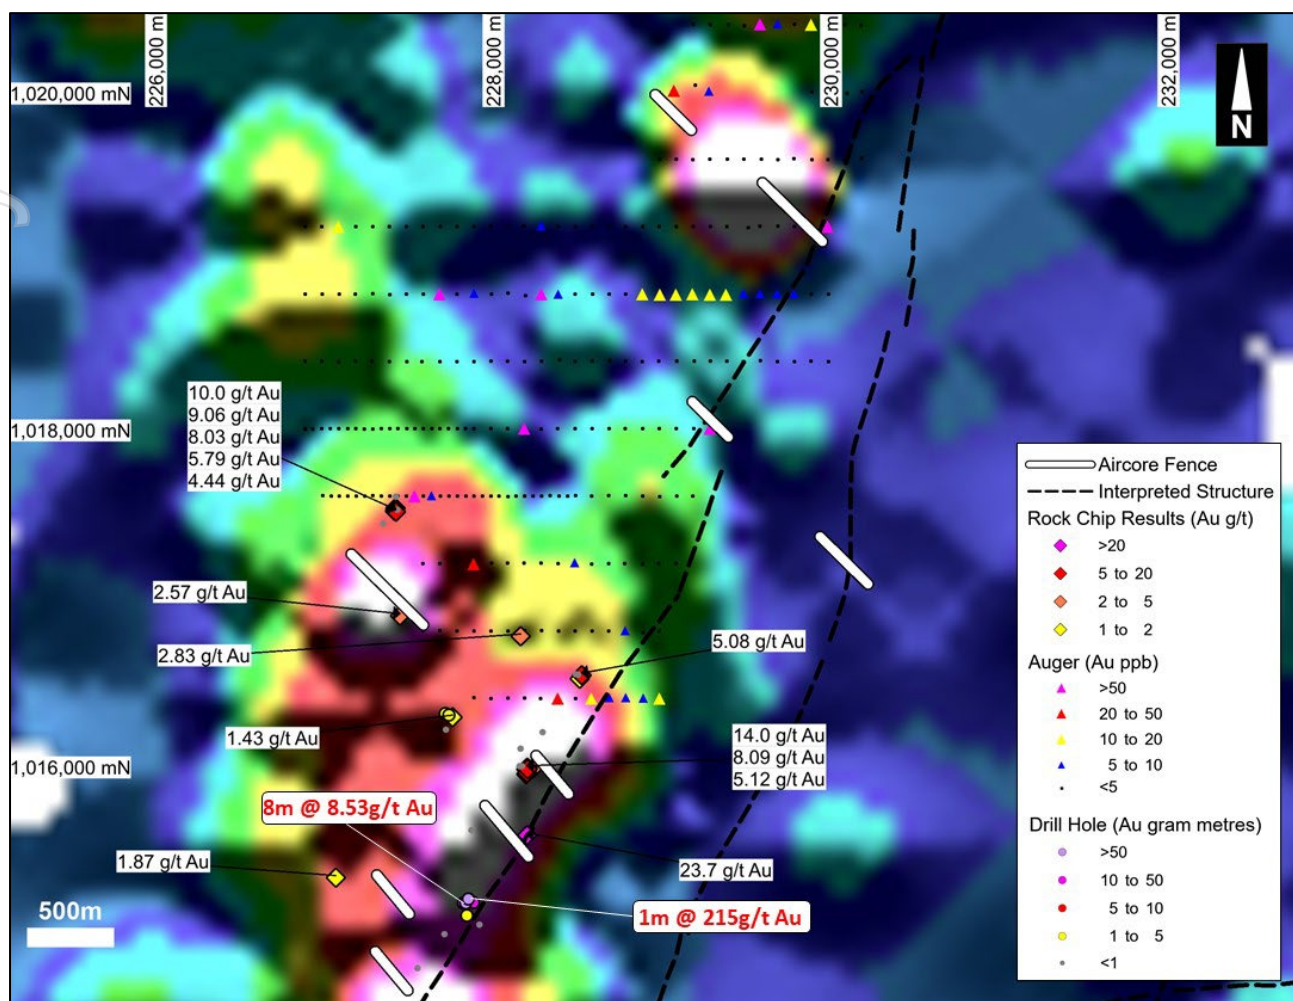 226,000 m
228,000 m
230,000 m
232,000 m
N
1,020,000 mN
10.0 g/t Au
9.06 g/t Au
8.03 g/t Au
5.79 g/t Au
4.44 g/t Au
1,018,000 mN
2.57 g/t Au
2.83 g/t Au
5.08 g/t Au
1.43 g/t Au
14.0 g/t Au
8.09 g/t Au
5.12 g/t Au
1,016,000 mN
8m @ 8.53g/t Au
1.87 g/t Au
23.7 g/t Au
1m @ 215g/t Au
500m
Aircore Fence
Interpreted Structure
Rock Chip Results (Au g/t)
>20
5 to 20
2 to 5
1 to 2
Auger (Au ppb)
>50
20 to 50
10 to 20
5 to 10
<5
Drill Hole (Au gram metres)
>50
10 to 50
5 to 10
1 to 5
<1